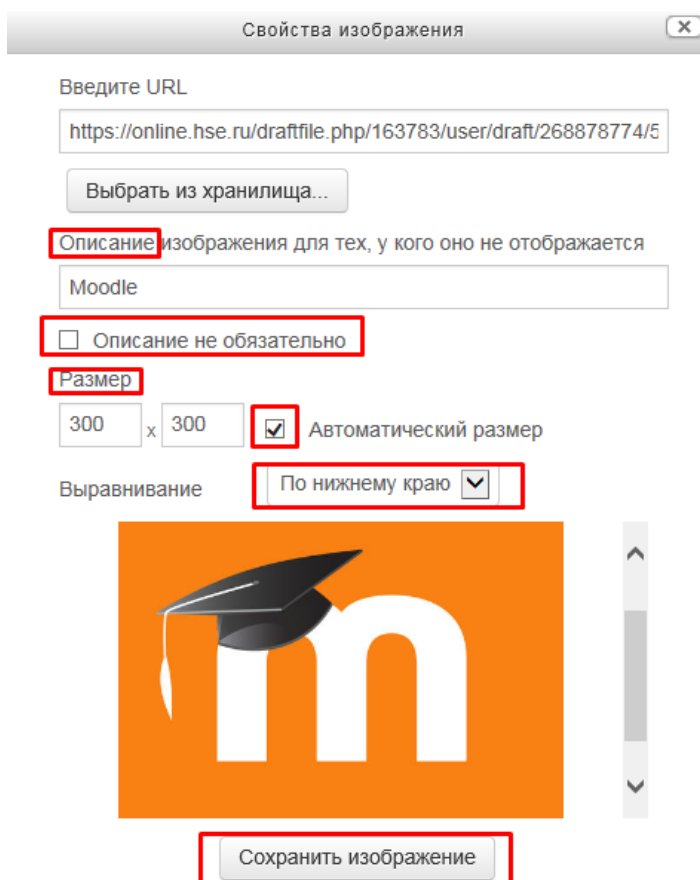 Свойства изображения
Введите URL
https://online.hse.ru/draftfile.php/163783/user/draft/268878774/5
Выбрать из хранилища...
Описание изображения для тех, у кого оно не отображается
Moodle
Описание не обязательно
Размер
300 x 300 Автоматический размер
Выравнивание По нижнему краю
m
Сохранить изображение